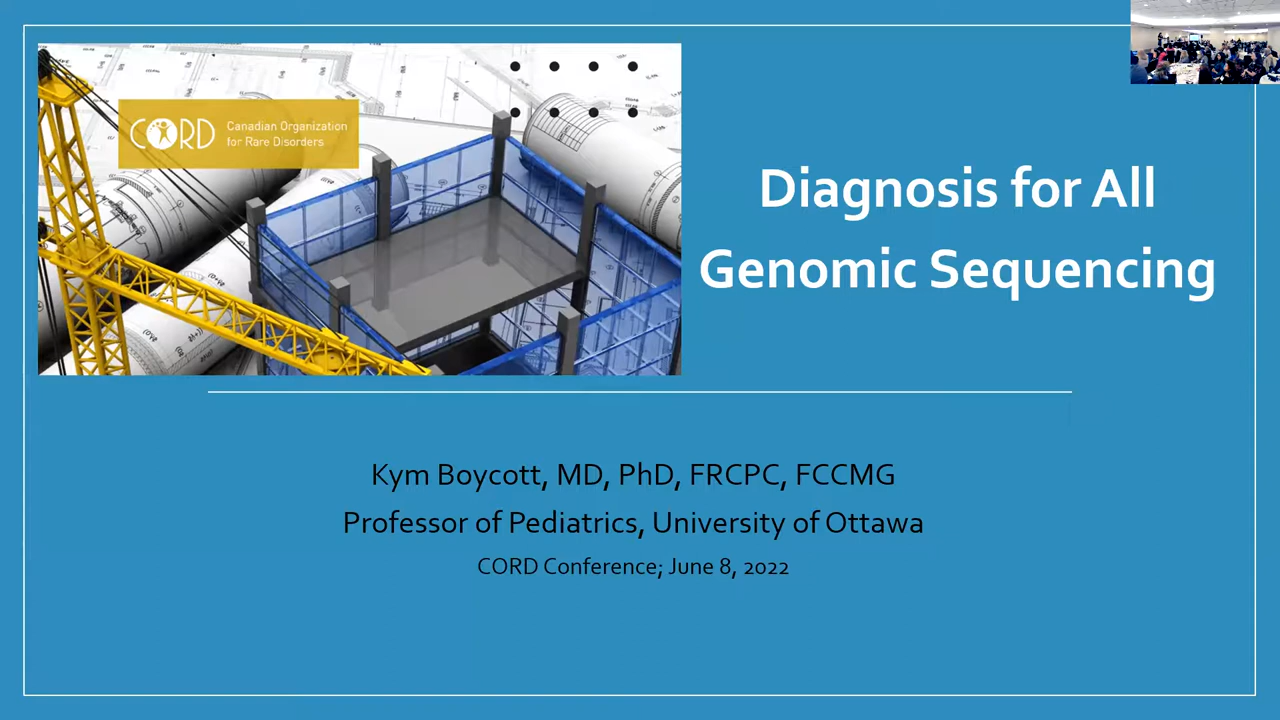 CORD
Canadian Organization
for Rare Disorders
Diagnosis for All
Genomic Sequencing
Kym Boycott, MD, PhD, FRCPC, FCCMG
Professor of Pediatrics, University of Ottawa
CORD Conference; June 8, 2022